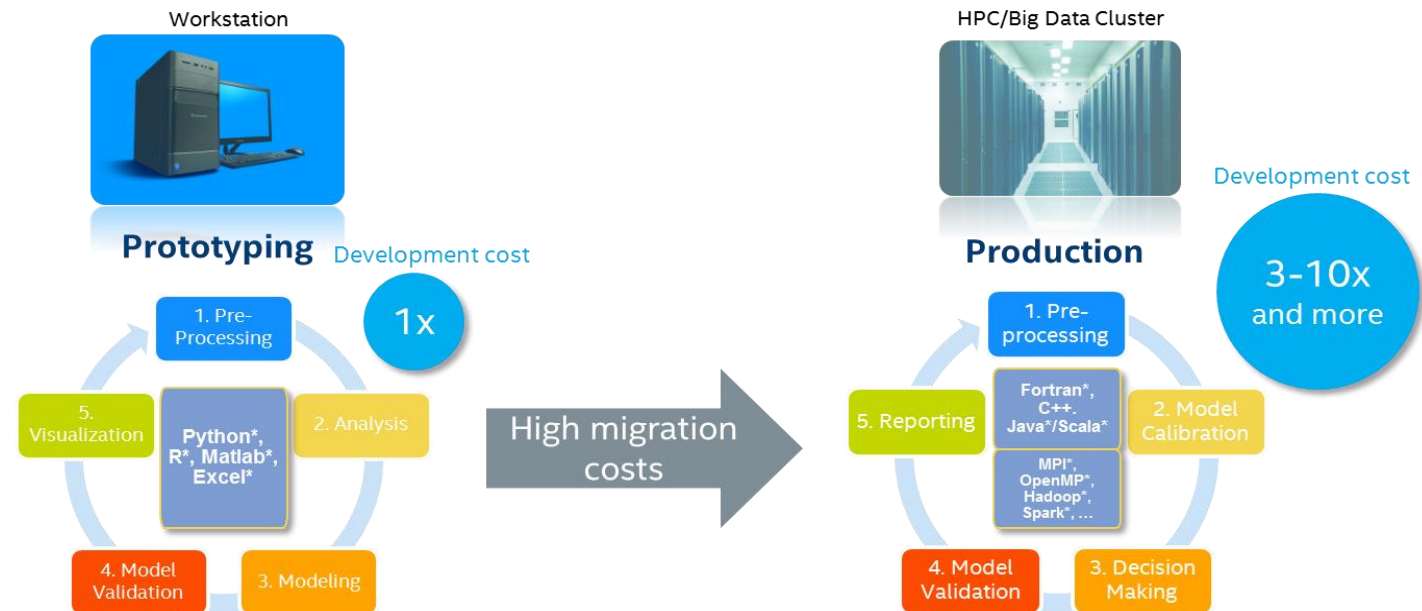 Workstation
Prototyping
Development cost
1x
1. Pre-
Processing
2. Analysis
3. Modeling
4. Model
Validation
5.
Visualization
Python*,
R*, Matlab*,
Excel*
High migration
costs
HPC/Big Data Cluster
Production
Development cost
3-10x
and more
1. Pre-
processing
2. Model
Calibration
3. Decision
Making
4. Model
Validation
5. Reporting
Fortran*,
C++.
Java*/Scala*
MPI*,
OpenMP*,
Hadoop*,
Spark*, ...